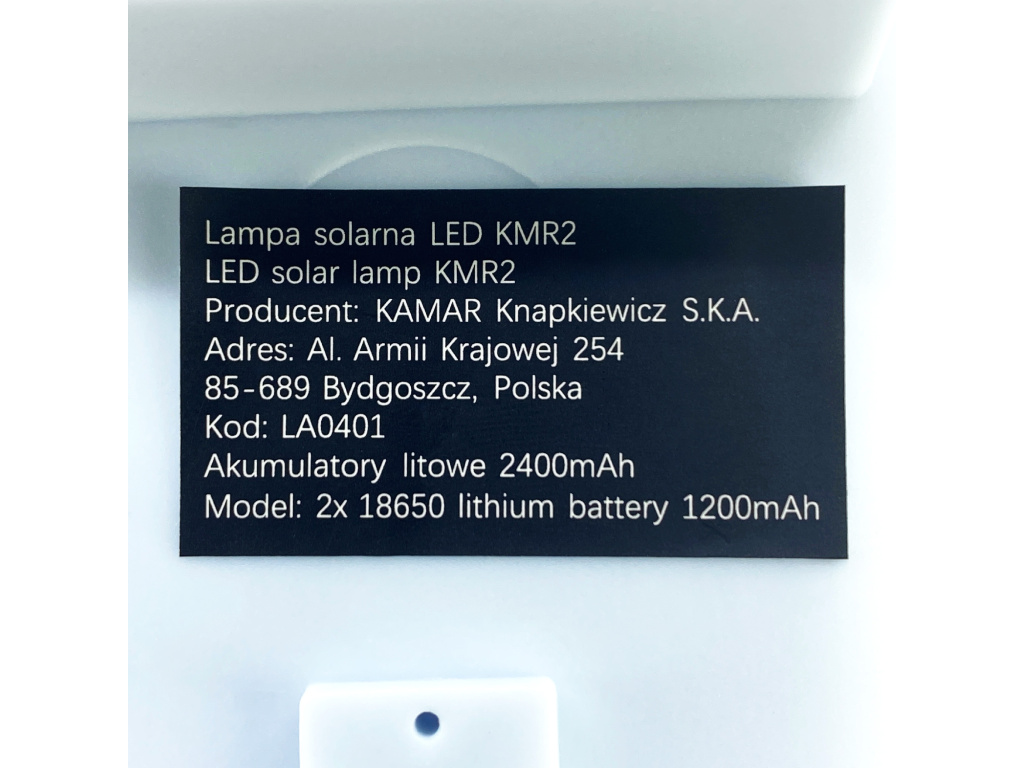 Lampa solarna LED KMR2
LED solar lamp KMR2
Producent: KAMAR Knapkiewicz S.K.A.
Adres: Al. Armii Krajowej 254
85-689 Bydgoszcz, Polska
Kod: LA0401
Akumulatory litowe 2400mAh
Model: 2x 18650 lithium battery 1200mAh